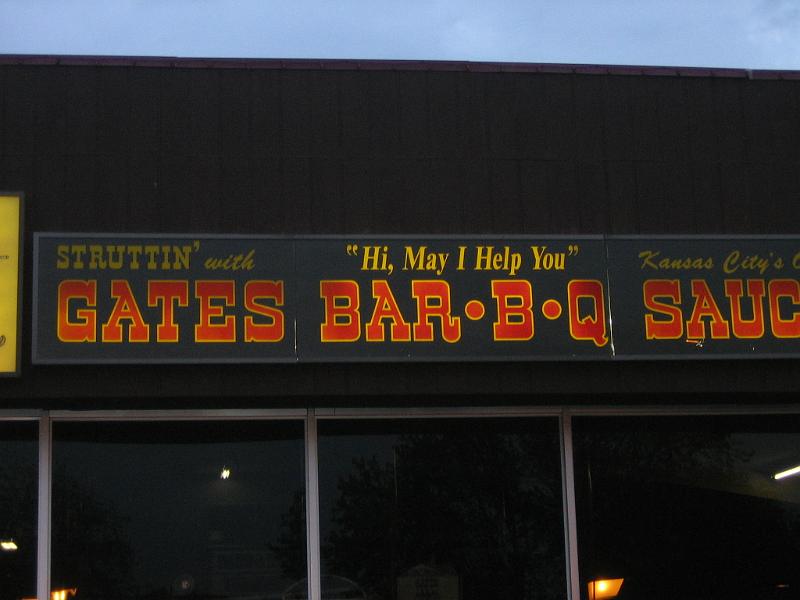 STRUTTIN' with
GATES
"Hi, May I Help You"
BAR•B•Q
Kansas City's
SAUC